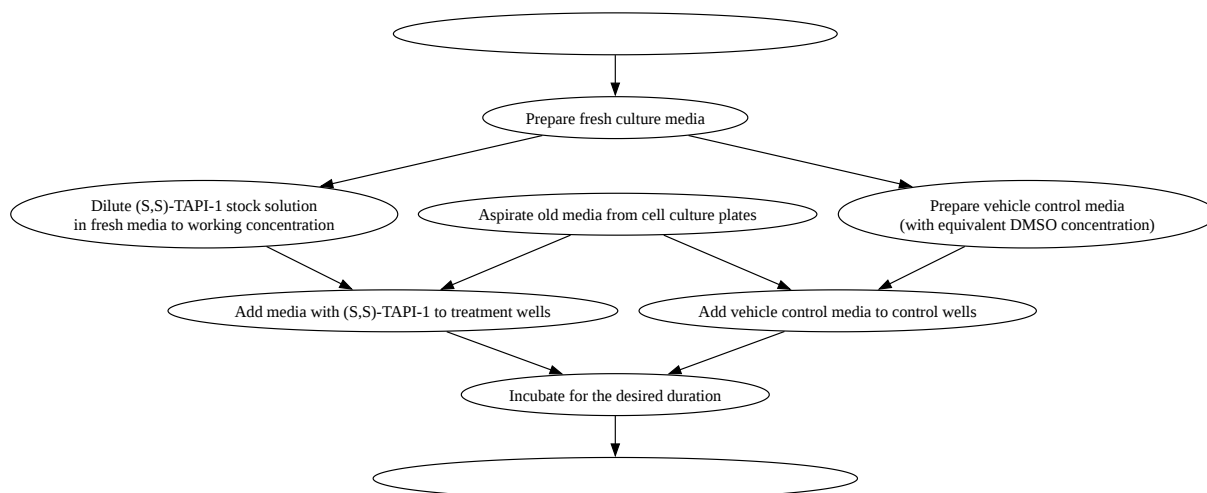 Prepare fresh culture media
Dilute (S,S)-TAPI-1 stock solution
in fresh media to working concentration
Aspirate old media from cell culture plates
Prepare vehicle control media
(with equivalent DMSO concentration)
Add media with (S,S)-TAPI-1 to treatment wells
Add vehicle control media to control wells
Incubate for the desired duration